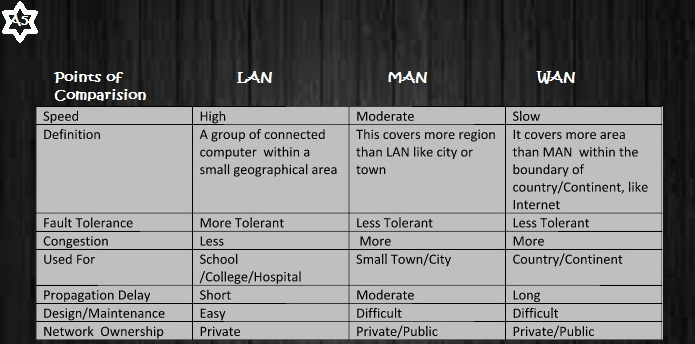 A5
Points of LAN MAN WAN
Comparision
Speed High Moderate Slow
Definition A group of connected This covers more region It covers more area
computer within a than LAN like city or than MAN within the
small geographical area town boundary of
country/Continent, like
Internet
Fault Tolerance More Tolerant Less Tolerant Less Tolerant
Congestion Less More More
Used For School Small Town/City Country/Continent
/College/Hospital
Propagation Delay Short Moderate Long
Design/Maintenance Easy Difficult Difficult
Network Ownership Private Private/Public Private/Public